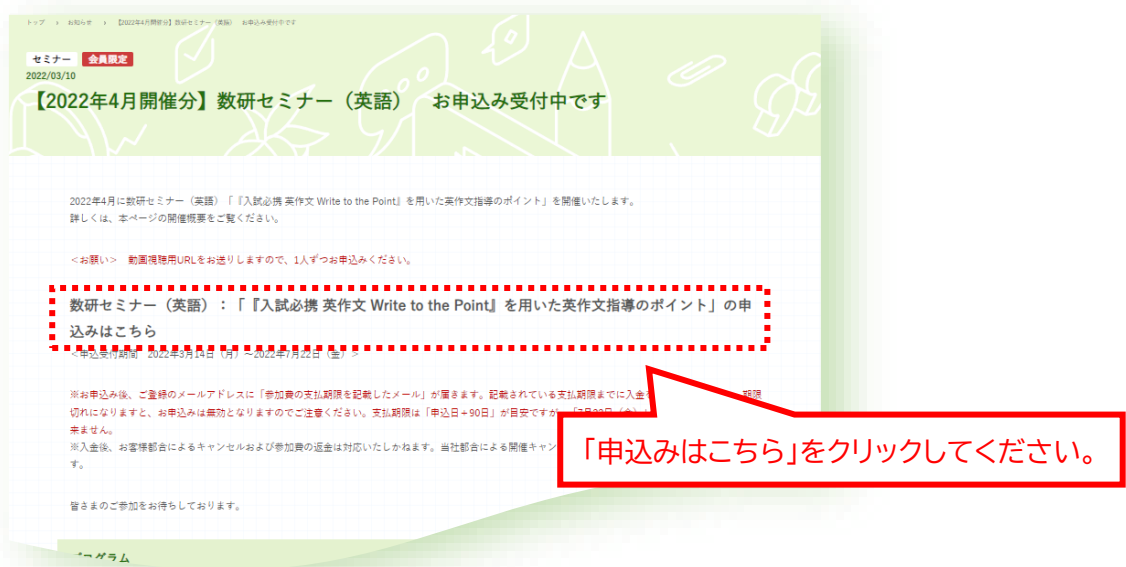 トップ › お知らせ › 【2022年4月開催分】数研セミナー（英語） お申込み受付中です
セミナー 会員限定
2022/03/10
【2022年4月開催分】数研セミナー（英語） お申込み受付中です
2022年4月に数研セミナー（英語）「『入試必携 英作文 Write to the Point』を用いた英作文指導のポイント」を開催いたします。
詳しくは、本ページの開催概要をご覧ください。
＜お願い＞ 動画視聴用URLをお送りしますので、1人ずつお申込みください。
数研セミナー（英語）：「『入試必携 英作文 Write to the Point』を用いた英作文指導のポイント」の申
込みはこちら
＜申込受付期間 2022年3月14日（月）～2022年7月22日（金）＞
※お申込み後、ご登録のメールアドレスに「参加費の支払期限を記載したメール」が届きます。記載されている支払期限までに入金を 期限
切れになりますと、お申込みは無効となりますのでご注意ください。支払期限は「申込日＋90日」が目安ですが、「7月22日（金）
来ません。
※入金後、お客様都合によるキャンセルおよび参加費の返金は対応いたしかねます。当社都合による開催キャン
す。
「申込みはこちら」をクリックしてください。
皆さまのご参加をお待ちしております。
プログラム